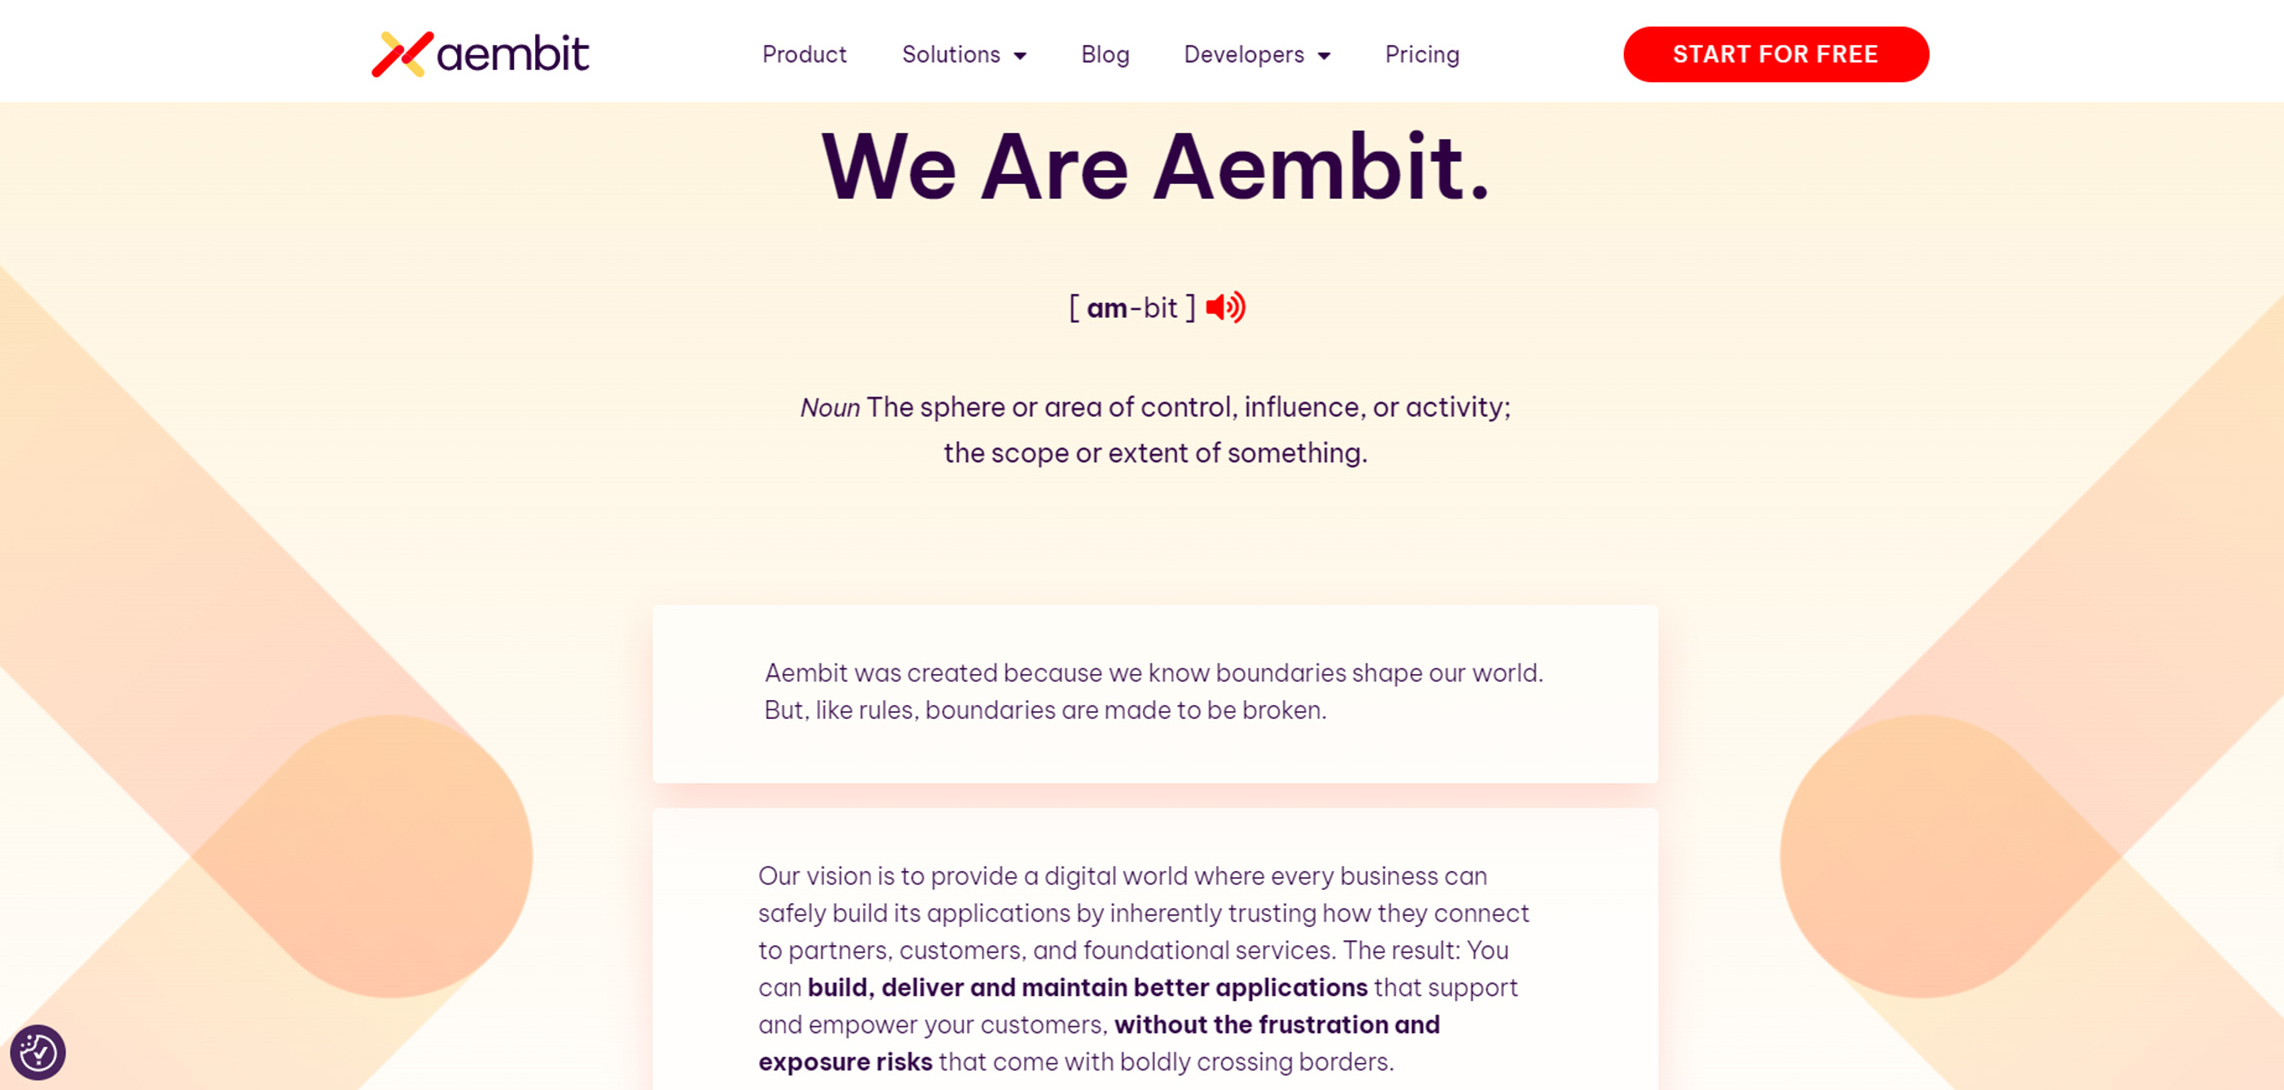 aembit
Product
Solutions
Blog
Developers
Pricing
START FOR FREE
We Are Aembit.
[ am-bit ]
Noun The sphere or area of control, influence, or activity;
the scope or extent of something.
Aembit was created because we know boundaries shape our world.
But, like rules, boundaries are made to be broken.
Our vision is to provide a digital world where every business can
safely build its applications by inherently trusting how they connect
to partners, customers, and foundational services. The result: You
can build, deliver and maintain better applications that support
and empower your customers, without the frustration and
exposure risks that come with boldly crossing borders.